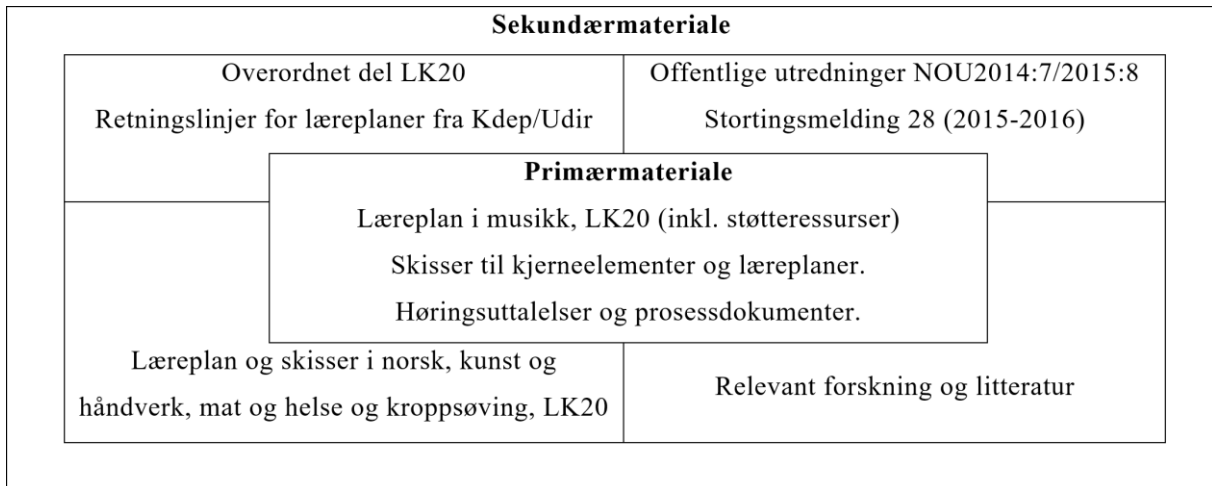 Sekundærmateriale
Overordnet del LK20
Retningslinjer for læreplaner fra Kdep/Udir
Offentlige utredninger NOU2014:7/2015:8
Stortingsmelding 28 (2015-2016)
Primærmateriale
Læreplan i musikk, LK20 (inkl. støtteressurser)
Skisser til kjerneelementer og læreplaner.
Høringsuttalelser og prosessdokumenter.
Læreplan og skisser i norsk, kunst og
håndverk, mat og helse og kroppsøving, LK20
Relevant forskning og litteratur